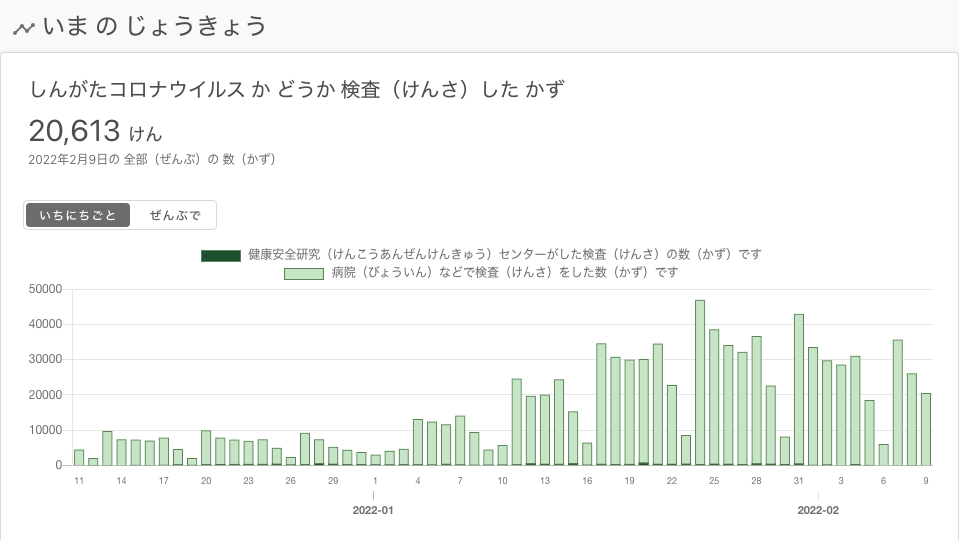 いま の じょうきょう
しんがたコロナウイルス か どうか 検査（けんさ）した かず
20,613 けん
2022年2月9日の 全部（ぜんぶ）の 数（かず）
いちにちごと ぜんぶで
健康安全研究（けんこうあんぜんけんきゅう）センターがした検査（けんさ）の数（かず）です
病院（びょういん）などで検査（けんさ）をした数（かず）です
50000
40000
30000
20000
10000
0
11 14 17 20 23 26 29 1 4 7 10 13 16 19 22 25 28 31 3 6 9
2022-01 2022-02